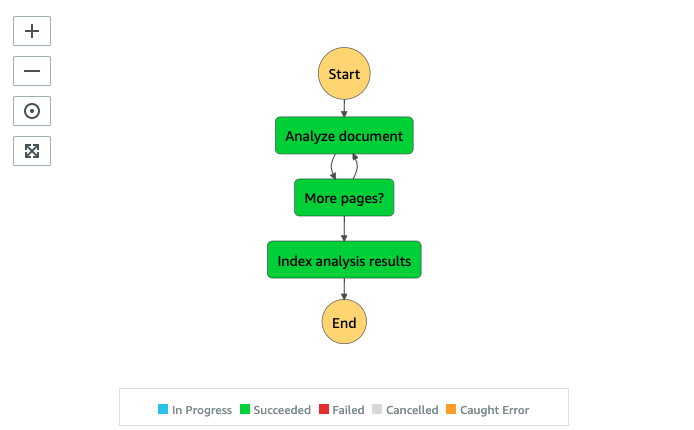 Start
Analyze document
More pages?
Index analysis results
End
In Progress Succeeded Failed Cancelled Caught Error